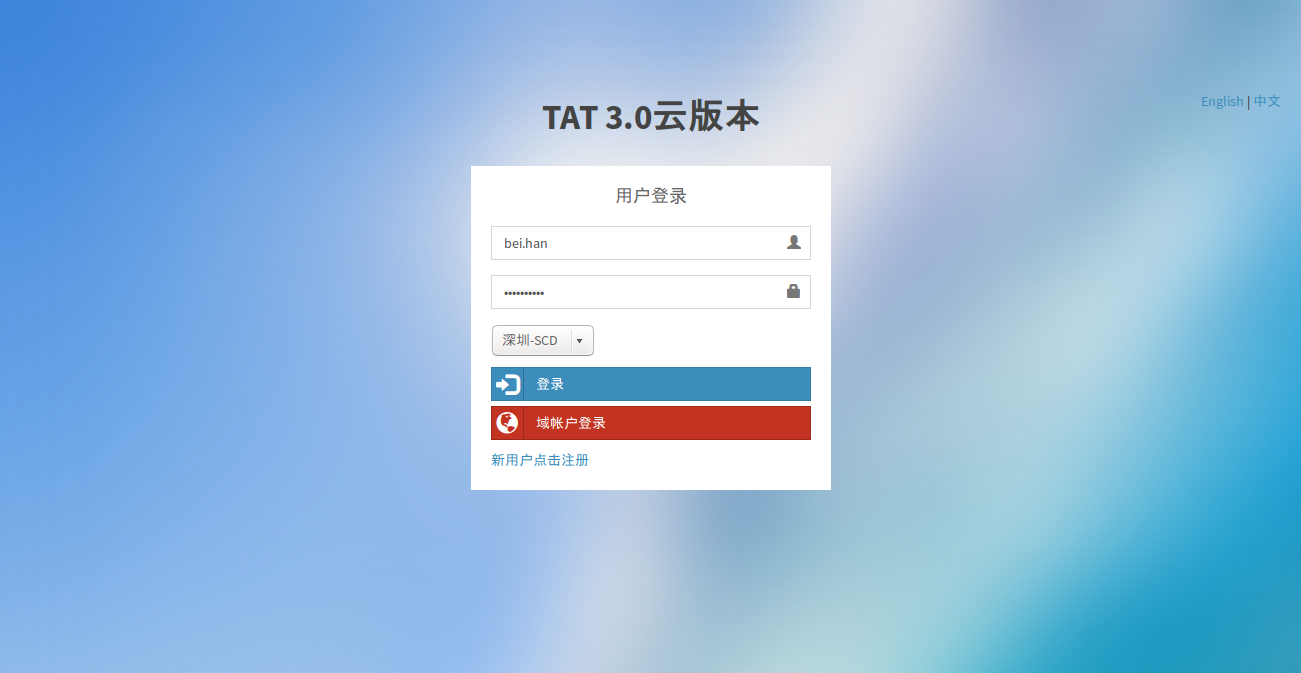 English | 中文
TAT 3.0云版本
用户登录
bei.han
••••••••••
深圳-SCD
登录
域帐户登录
新用户点击注册